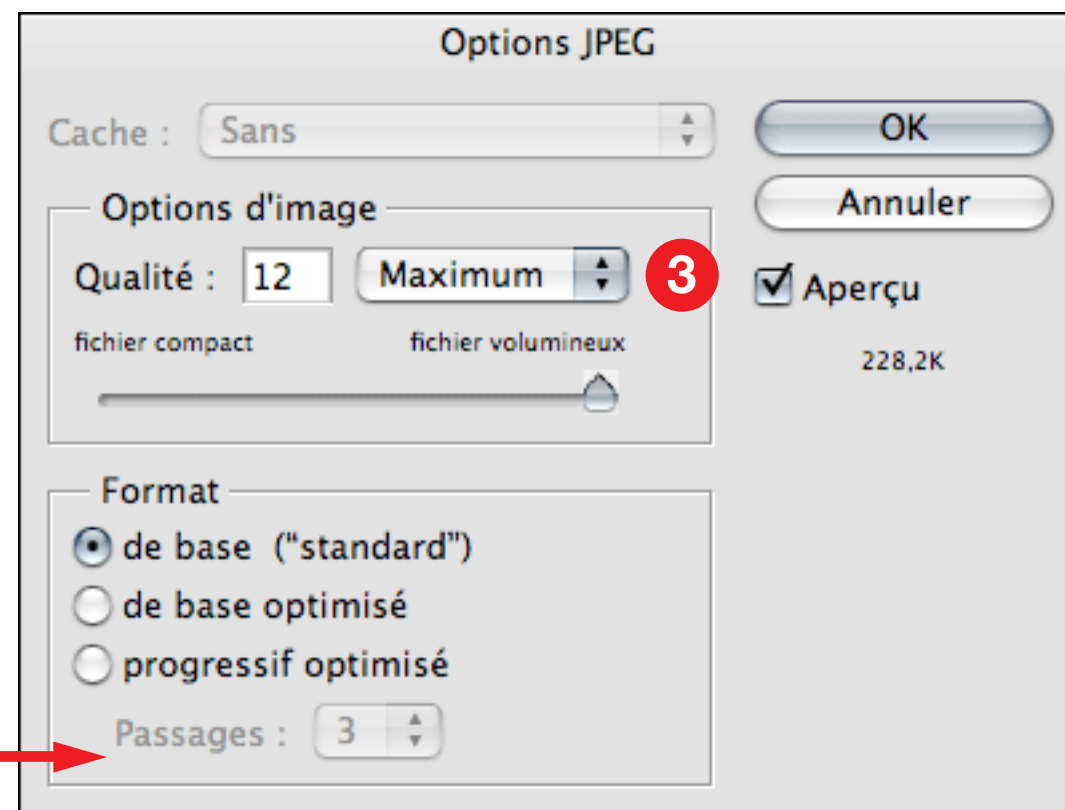 Options JPEG
Cache : Sans
OK
Options d'image
Annuler
Qualité : 12 Maximum 3
Aperçu
fichier compact fichier volumineux
228,2K
Format
de base (“standard”)
de base optimisé
progressif optimisé
Passages : 3